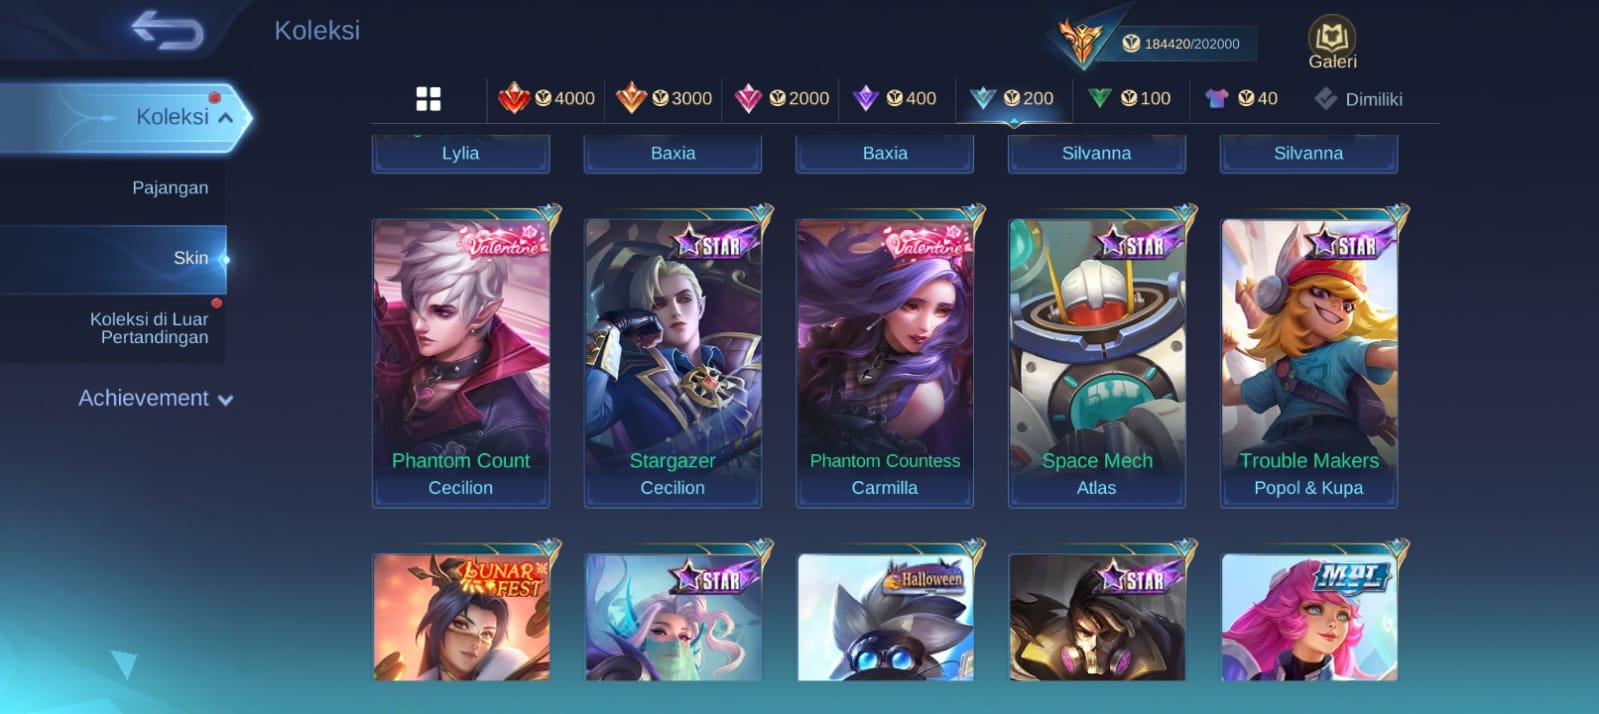 Koleksi
184420/202000
Galeri
4000
3000
2000
400
200
100
40
Dimiliki
Koleksi
Pajangan
Skin
Koleksi di Luar
Pertandingan
Achievement
Lylia
Baxia
Baxia
Silvanna
Silvanna
Valentine
STAR
Valentine
STAR
STAR
Phantom Count
Cecilion
Stargazer
Cecilion
Phantom Countess
Carmilla
Space Mech
Atlas
Trouble Makers
Popol & Kupa
LUNAR
FEST
STAR
Halloween
STAR
MPL